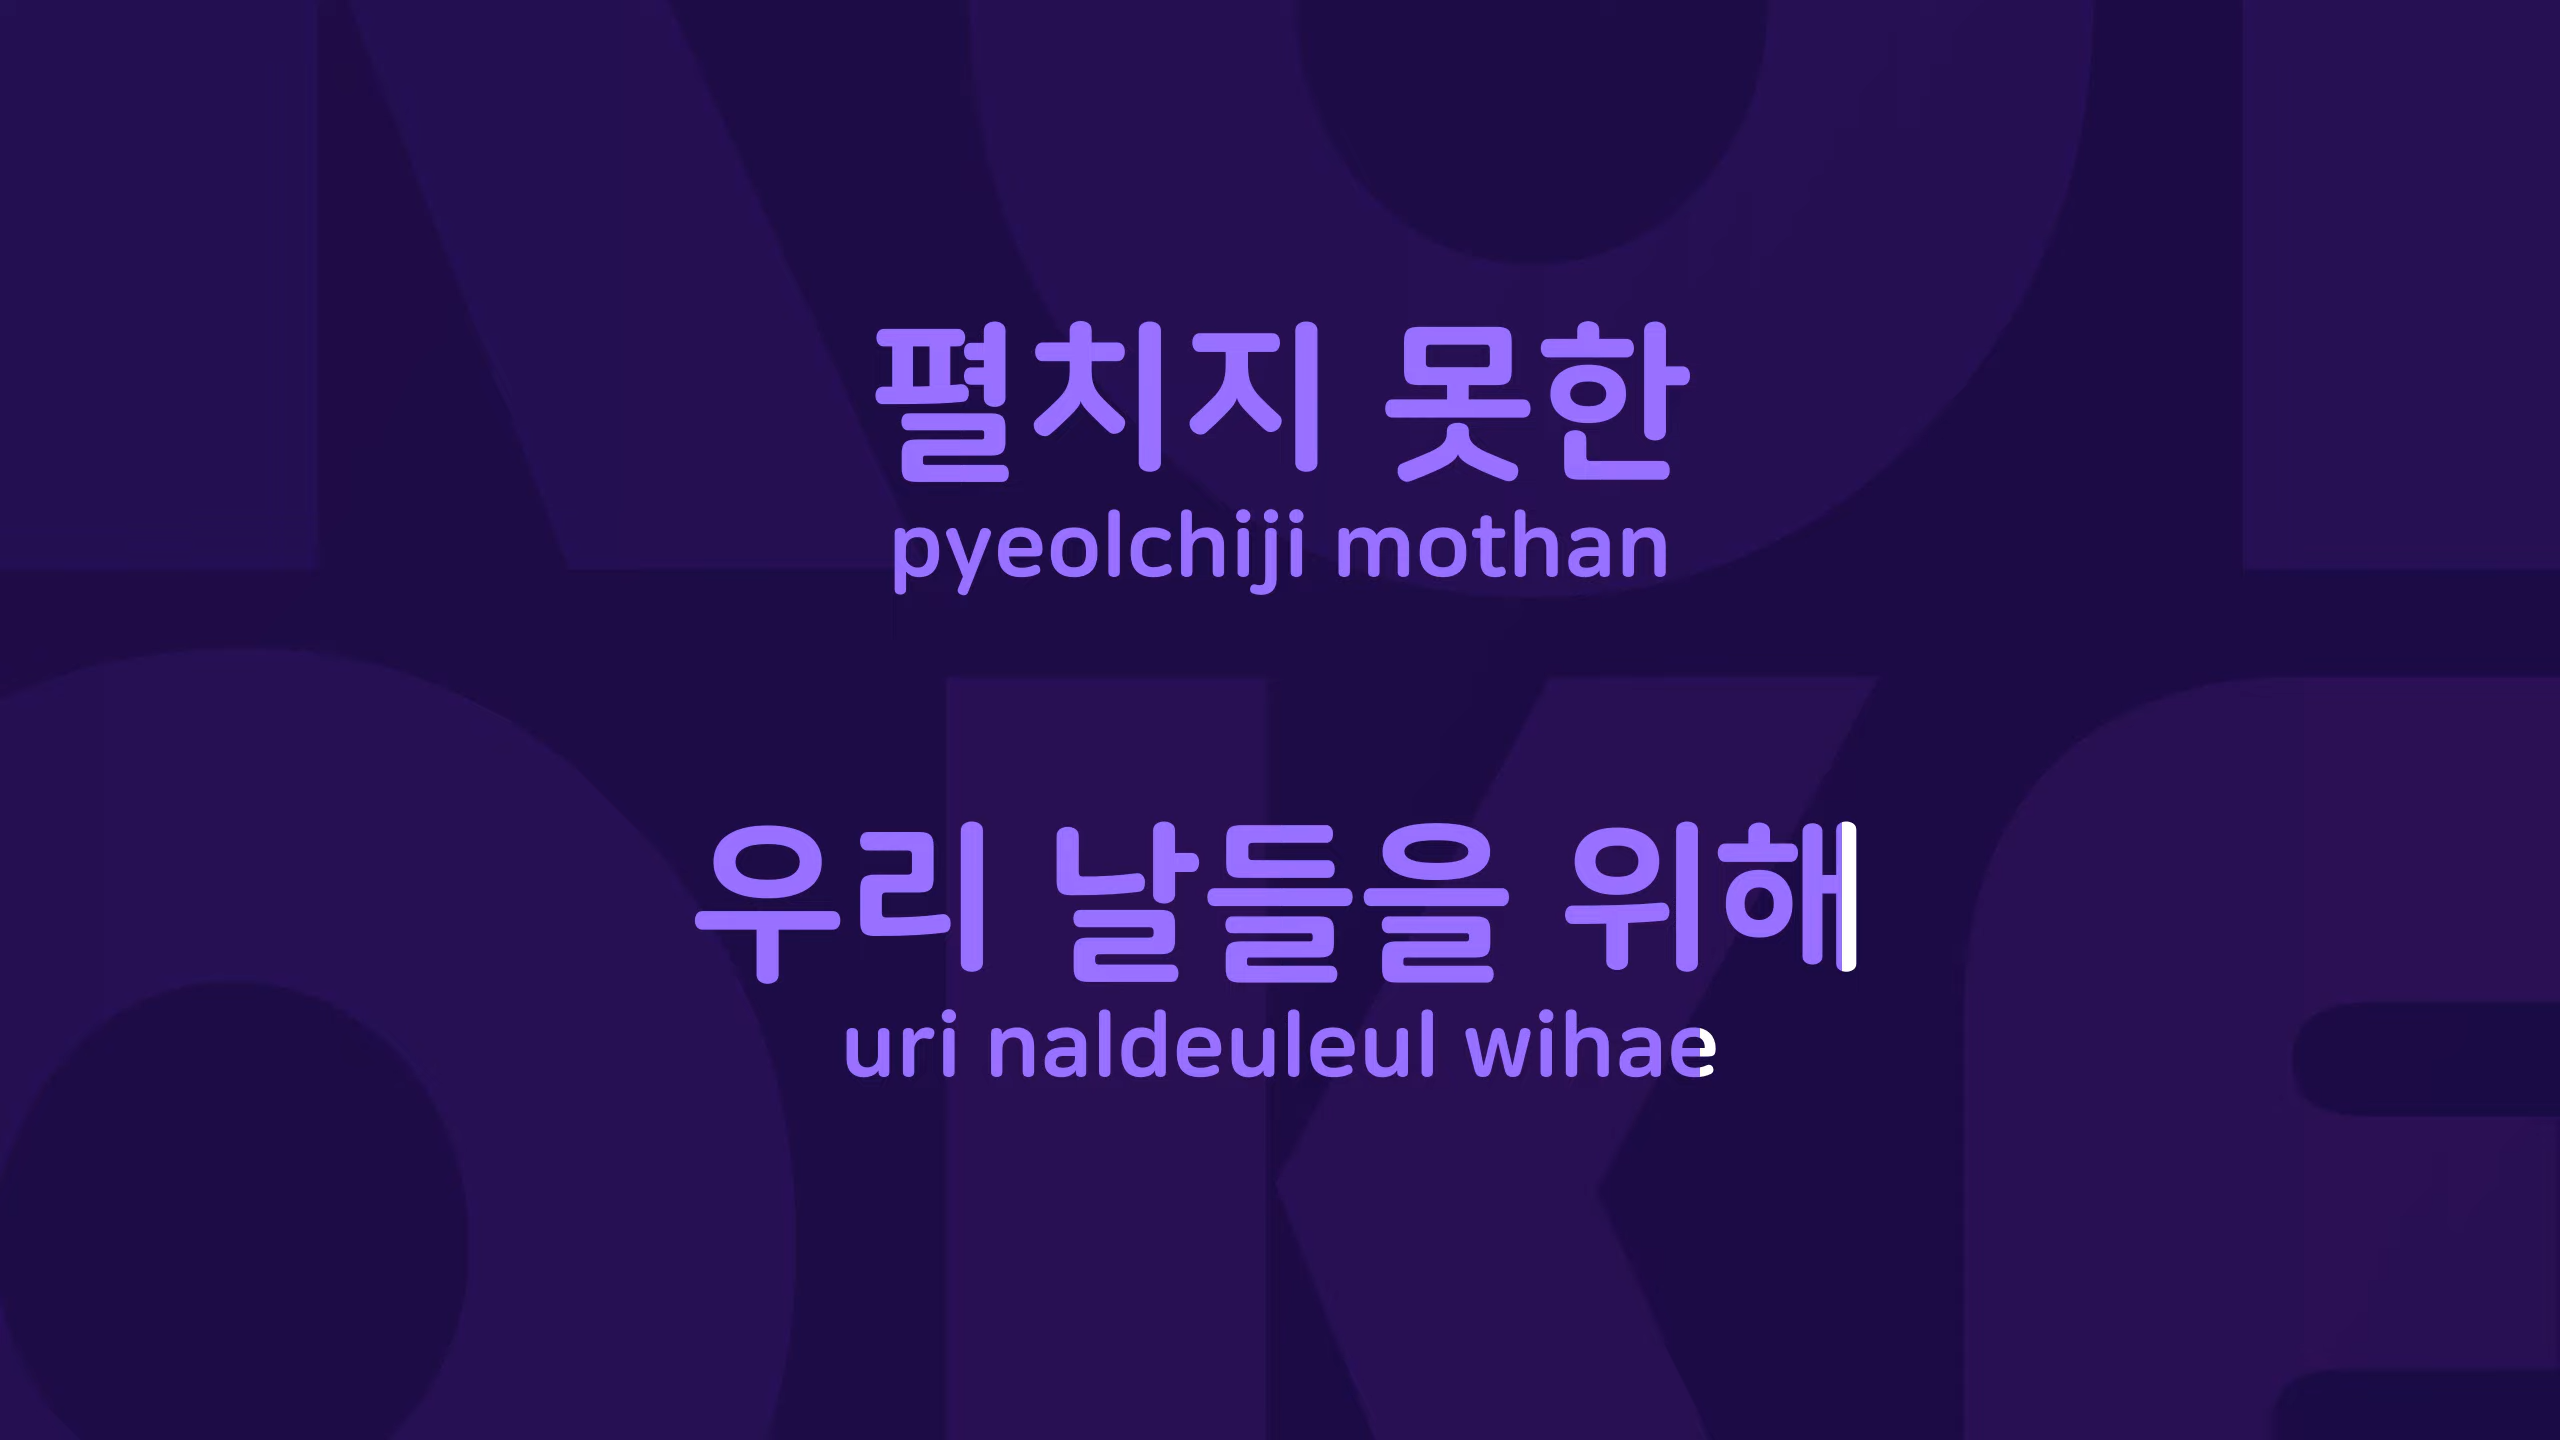 펼치지 못한
pyeolchiji mothan
우리 날들을 위해
uri naldeuleul wihae